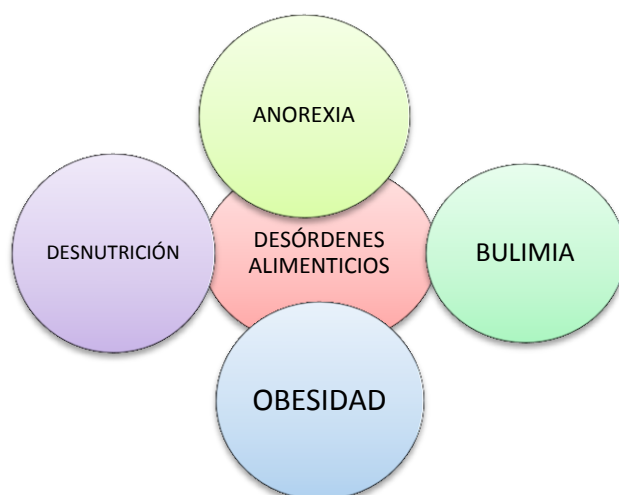 ANOREXIA
DESNUTRICIÓN
DESÓRDENES
ALIMENTICIOS
BULIMIA
OBESIDAD